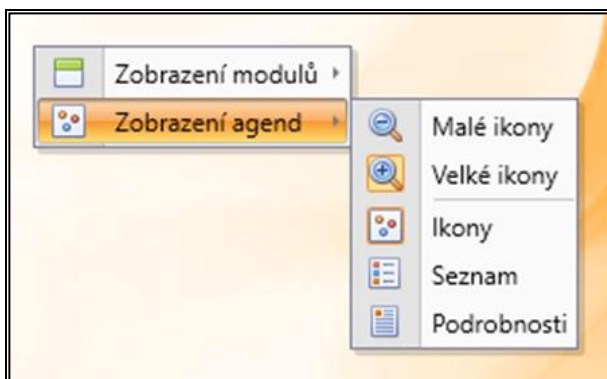 Zobrazení modulů
Zobrazení agend
Malé ikony
Velké ikony
Ikony
Seznam
Podrobnosti